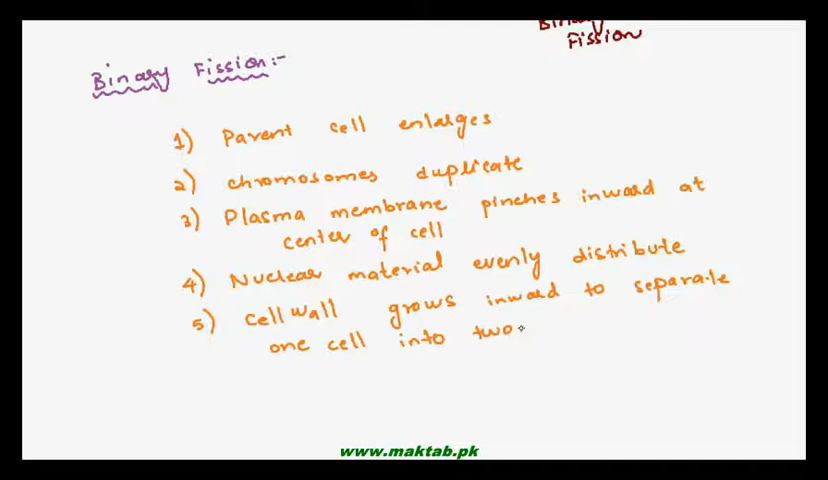 Binary
Fission
Binary Fission:-
1) Parent cell enlarges
2) chromosomes duplicate
3) Plasma membrane pinches inward at
center of cell
4) Nuclear material evenly distribute
5) Cell wall grows inward to separate
one cell into two
www.maktab.pk